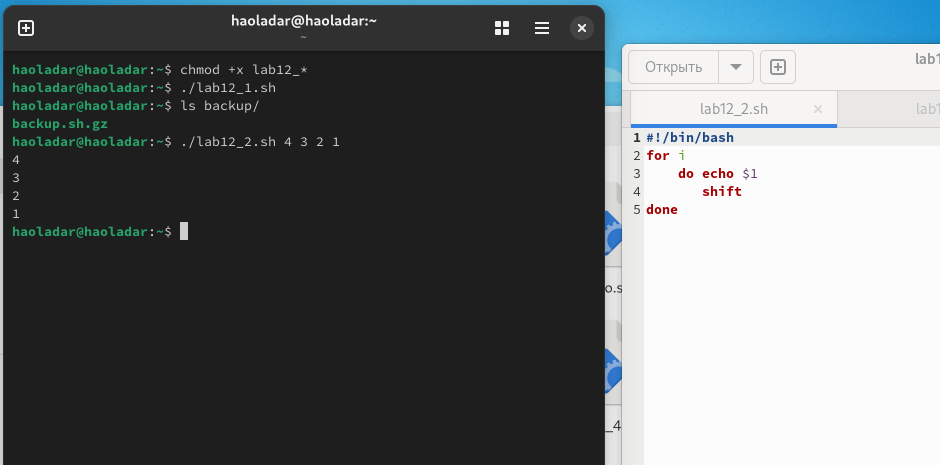 haoladar@haoladar:~
~
haoladar@haoladar:~$ chmod +x lab12_*
haoladar@haoladar:~$ ./lab12_1.sh
haoladar@haoladar:~$ ls backup/
backup.sh.gz
haoladar@haoladar:~$ ./lab12_2.sh 4 3 2 1
4
3
2
1
haoladar@haoladar:~$
o.s
_4
Открыть
lab1
lab12_2.sh
lab1
1 #!/bin/bash
2 for i
3     do echo $1
4        shift
5 done